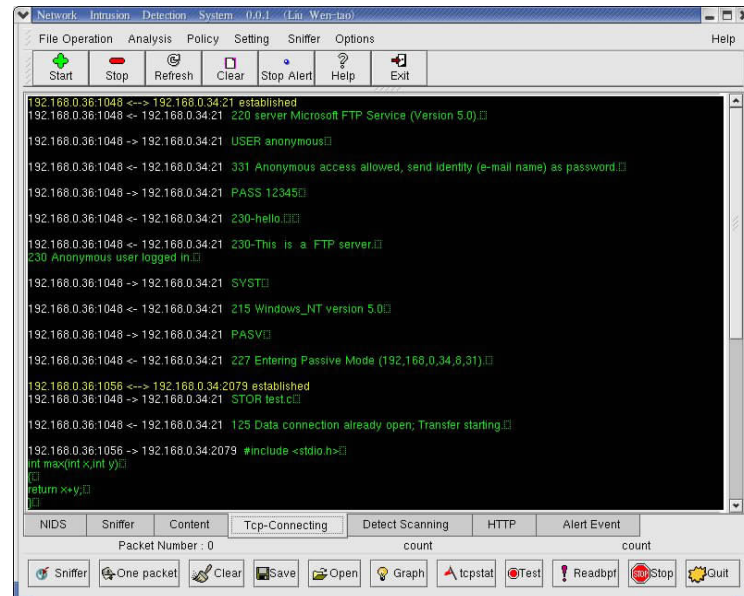 Network Intrusion Detection System 0.0.1 (Liu Wen-tao)
File Operation Analysis Policy Setting Sniffer Options Help
Start Stop Refresh Clear Stop Alert Help Exit
192.168.0.36:1048 <--> 192.168.0.34:21 established
192.168.0.36:1048 <- 192.168.0.34:21 220 server Microsoft FTP Service (Version 5.0).
192.168.0.36:1048 -> 192.168.0.34:21 USER anonymous
192.168.0.36:1048 <- 192.168.0.34:21 331 Anonymous access allowed, send identity (e-mail name) as password.
192.168.0.36:1048 -> 192.168.0.34:21 PASS 12345
192.168.0.36:1048 <- 192.168.0.34:21 230-hello.
192.168.0.36:1048 <- 192.168.0.34:21 230-This is a FTP server.
230 Anonymous user logged in.
192.168.0.36:1048 -> 192.168.0.34:21 SYST
192.168.0.36:1048 <- 192.168.0.34:21 215 Windows_NT version 5.0
192.168.0.36:1048 -> 192.168.0.34:21 PASV
192.168.0.36:1048 <- 192.168.0.34:21 227 Entering Passive Mode (192,168,0,34,8,31).
192.168.0.36:1056 <--> 192.168.0.34:2079 established
192.168.0.36:1048 -> 192.168.0.34:21 STOR test.c
192.168.0.36:1048 <- 192.168.0.34:21 125 Data connection already open; Transfer starting.
192.168.0.36:1056 -> 192.168.0.34:2079 #include <stdio.h>
int max(int x,int y)
{
return x+y;
}
NIDS Sniffer Content Tcp-Connecting Detect Scanning HTTP Alert Event
Packet Number : 0 count count
Sniffer One packet Clear Save Open Graph tcpstat Test Readbpf STOP Stop Quit